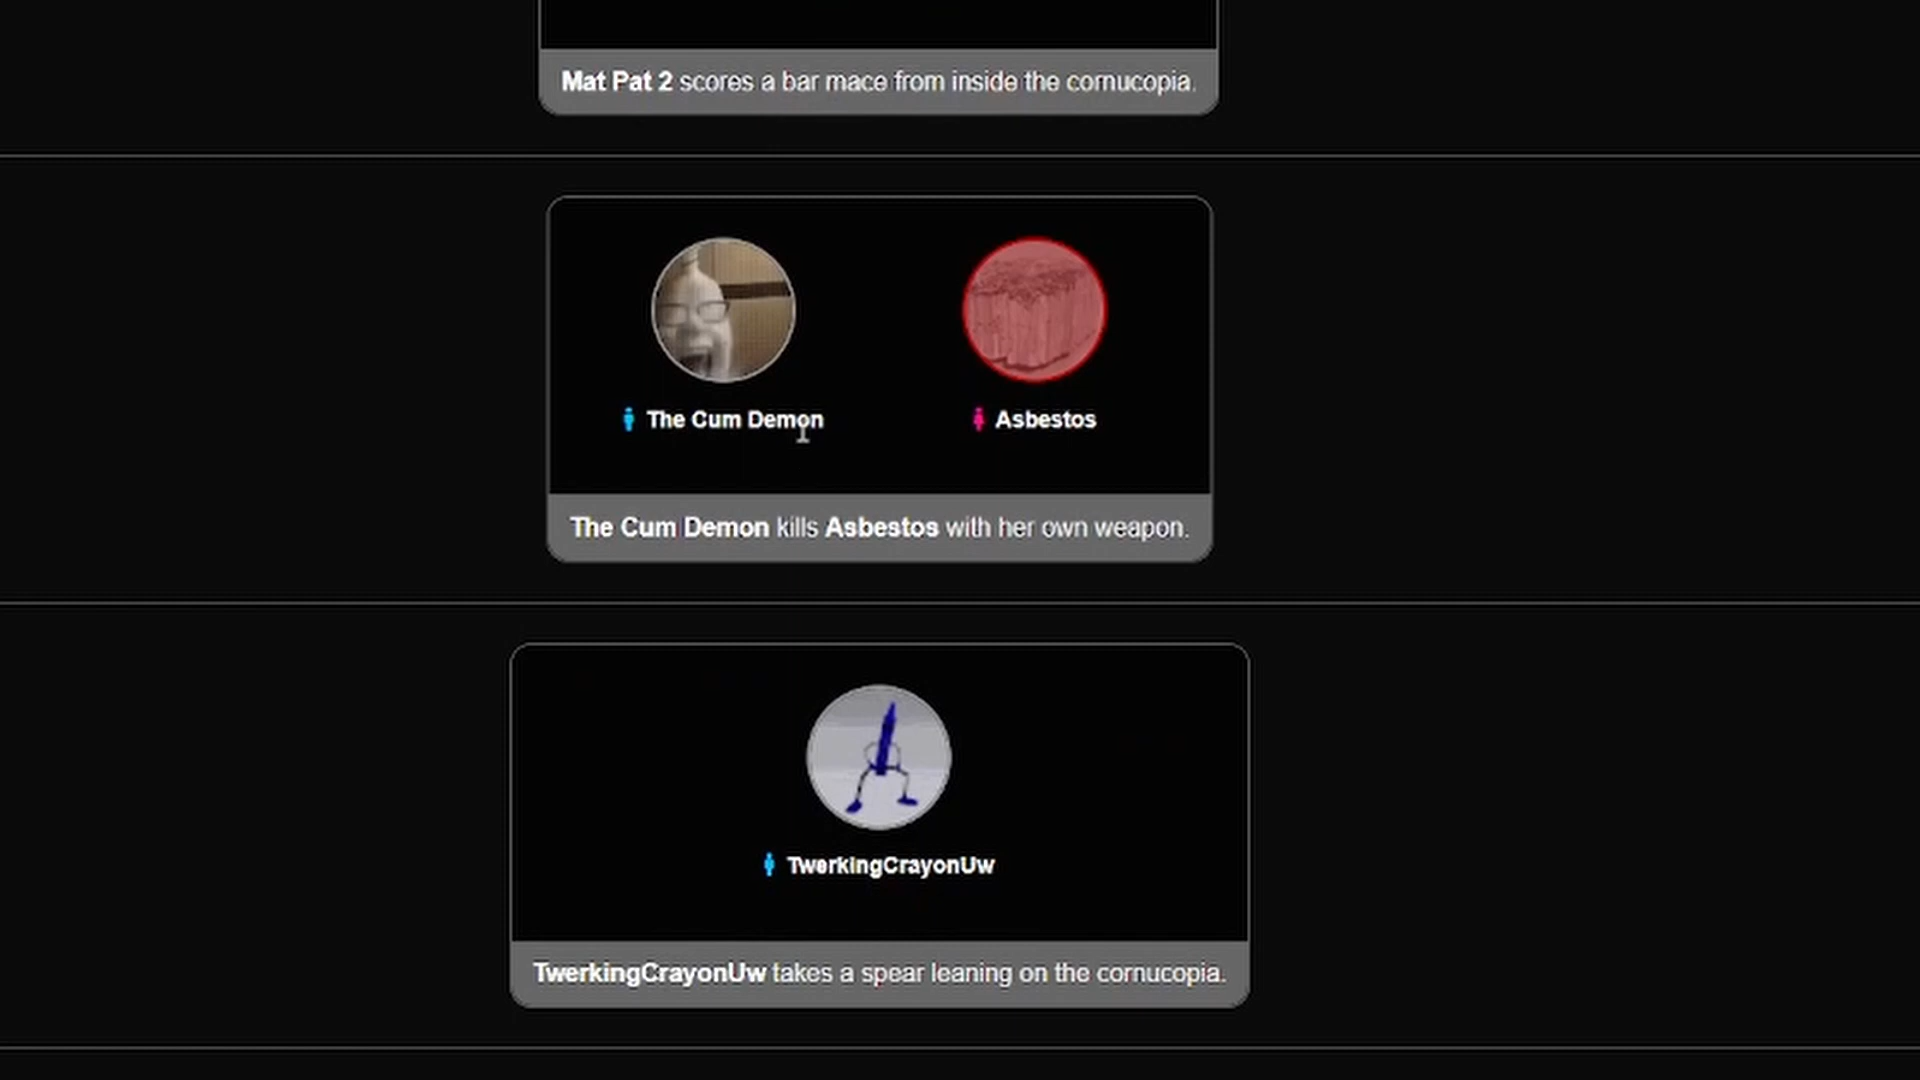 Mat Pat 2 scores a bar mace from inside the cornucopia.
The Cum Demon
Asbestos
The Cum Demon kills Asbestos with her own weapon.
TwerkingCrayonUw
TwerkingCrayonUw takes a spear leaning on the cornucopia.